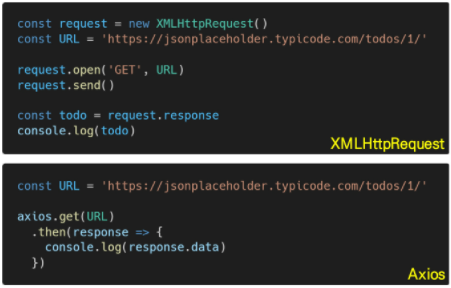 const request = new XMLHttpRequest()
const URL = 'https://jsonplaceholder.typicode.com/todos/1/'
request.open('GET', URL)
request.send()
const todo = request.response
console.log(todo)
XMLHttpRequest
const URL = 'https://jsonplaceholder.typicode.com/todos/1/'
axios.get(URL)
.then(response => {
console.log(response.data)
})
Axios